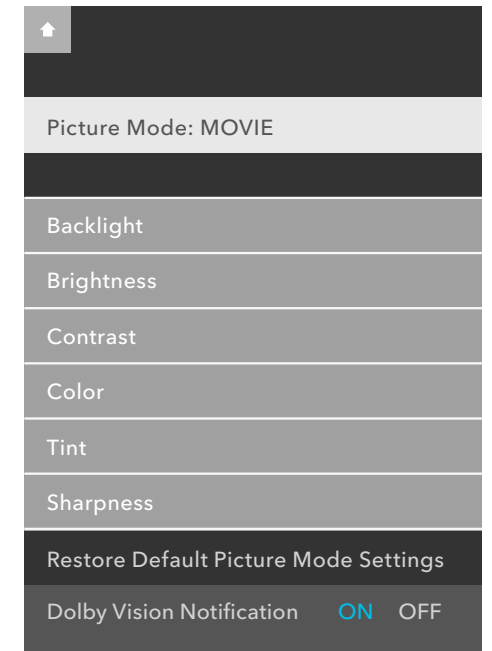 Picture Mode: MOVIE
Backlight
Brightness
Contrast
Color
Tint
Sharpness
Restore Default Picture Mode Settings
Dolby Vision Notification ON OFF